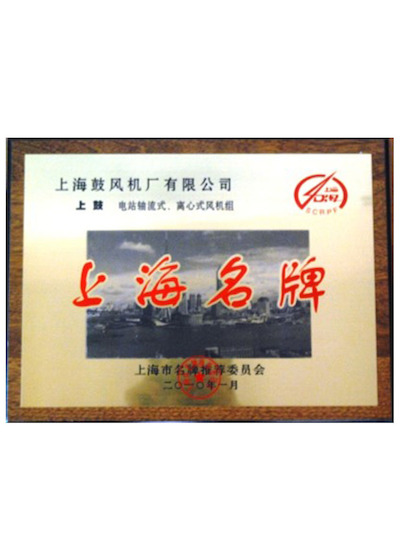 上海鼓风机厂有限公司
上鼓 电站轴流式、离心式风机组
上海名牌
上海市名牌推荐委员会
二〇一〇年一月